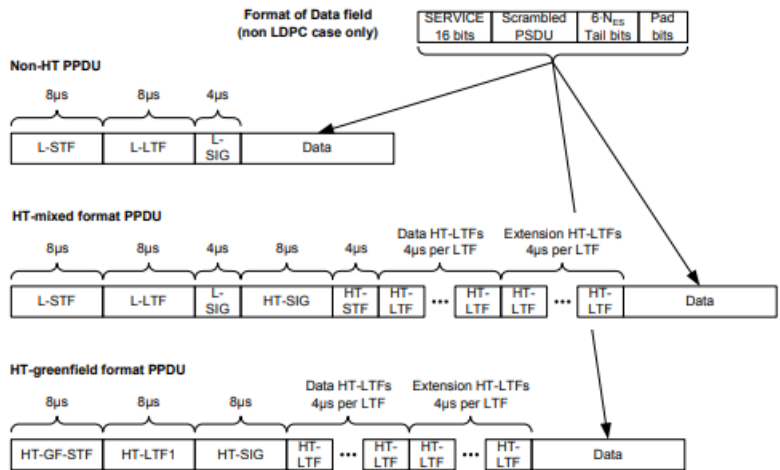 Format of Data field
(non LDPC case only)
SERVICE
16 bits
Scrambled
PSDU
6·N_ES
Tail bits
Pad
bits
Non-HT PPDU
8µs
8µs
4µs
L-STF
L-LTF
L-
SIG
Data
HT-mixed format PPDU
8µs
8µs
4µs
8µs
4µs
Data HT-LTFs
4µs per LTF
Extension HT-LTFs
4µs per LTF
L-STF
L-LTF
L-
SIG
HT-SIG
HT-
STF
HT-
LTF
•••
HT-
LTF
HT-
LTF
•••
HT-
LTF
Data
HT-greenfield format PPDU
8µs
8µs
8µs
Data HT-LTFs
4µs per LTF
Extension HT-LTFs
4µs per LTF
HT-GF-STF
HT-LTF1
HT-SIG
HT-
LTF
•••
HT-
LTF
HT-
LTF
•••
HT-
LTF
Data